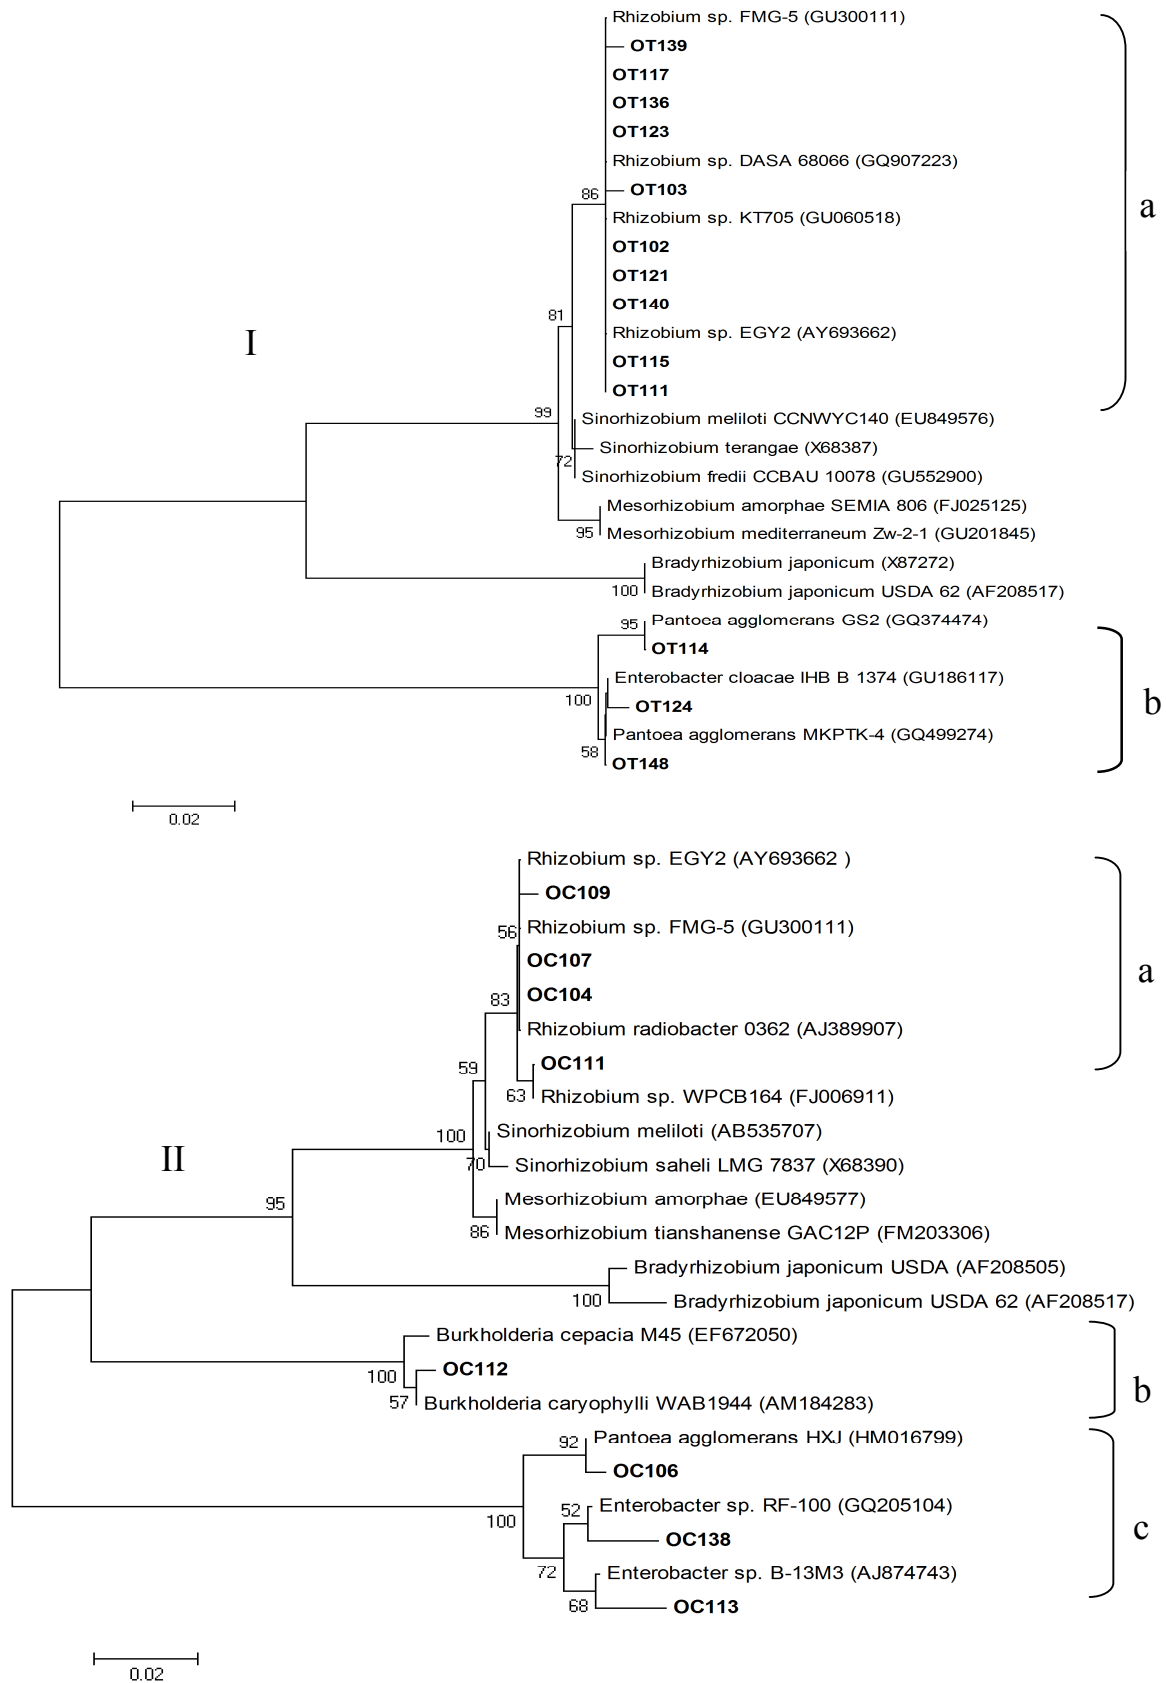 Rhizobium sp. FMG-5 (GU300111)
OT139
OT117
OT136
OT123
Rhizobium sp. DASA 68066 (GQ907223)
86
OT103
a
Rhizobium sp. KT705 (GU060518)
OT102
OT121
OT140
81
Rhizobium sp. EGY2 (AY693662)
I
OT115
OT111
99
Sinorhizobium meliloti CCNWYC140 (EU849576)
Sinorhizobium terangae (X68387)
72
Sinorhizobium fredii CCBAU 10078 (GU552900)
Mesorhizobium amorphae SEMIA 806 (FJ025125)
95
Mesorhizobium mediterraneum Zw-2-1 (GU201845)
Bradyrhizobium japonicum (X87272)
100
Bradyrhizobium japonicum USDA 62 (AF208517)
95
Pantoea agglomerans GS2 (GQ374474)
OT114
Enterobacter cloacae IHB B 1374 (GU186117)
100
OT124
b
Pantoea agglomerans MKPTK-4 (GQ499274)
58
OT148
0.02
Rhizobium sp. EGY2 (AY693662 )
OC109
56
Rhizobium sp. FMG-5 (GU300111)
OC107
a
OC104
83
Rhizobium radiobacter 0362 (AJ389907)
OC111
59
63
Rhizobium sp. WPCB164 (FJ006911)
100
Sinorhizobium meliloti (AB535707)
II
70
Sinorhizobium saheli LMG 7837 (X68390)
95
Mesorhizobium amorphae (EU849577)
86
Mesorhizobium tianshanense GAC12P (FM203306)
Bradyrhizobium japonicum USDA (AF208505)
100
Bradyrhizobium japonicum USDA 62 (AF208517)
Burkholderia cepacia M45 (EF672050)
100
OC112
b
57
Burkholderia caryophylli WAB1944 (AM184283)
92
Pantoea agglomerans HXJ (HM016799)
OC106
52
Enterobacter sp. RF-100 (GQ205104)
100
OC138
c
72
Enterobacter sp. B-13M3 (AJ874743)
68
OC113
0.02